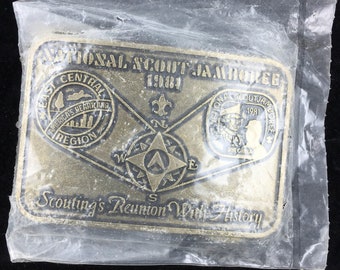 NATIONAL SCOUT JAMBOREE
1981
EAST CENTRAL
REGION
N
W E
S
Scouting's Reunion With History